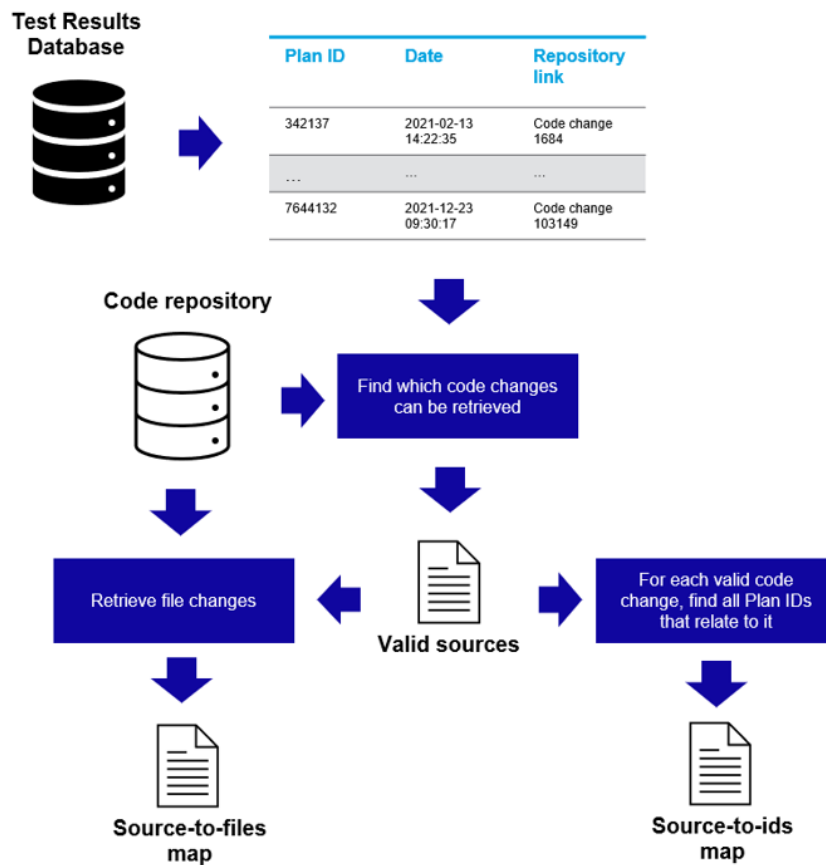 Test Results
Database
Plan ID Date Repository
link
342137 2021-02-13 Code change
14:22:35 1684
... ... ...
7644132 2021-12-23 Code change
09:30:17 103149
Code repository
Find which code changes
can be retrieved
Retrieve file changes
Valid sources
For each valid code
change, find all Plan IDs
that relate to it
Source-to-files
map
Source-to-ids
map